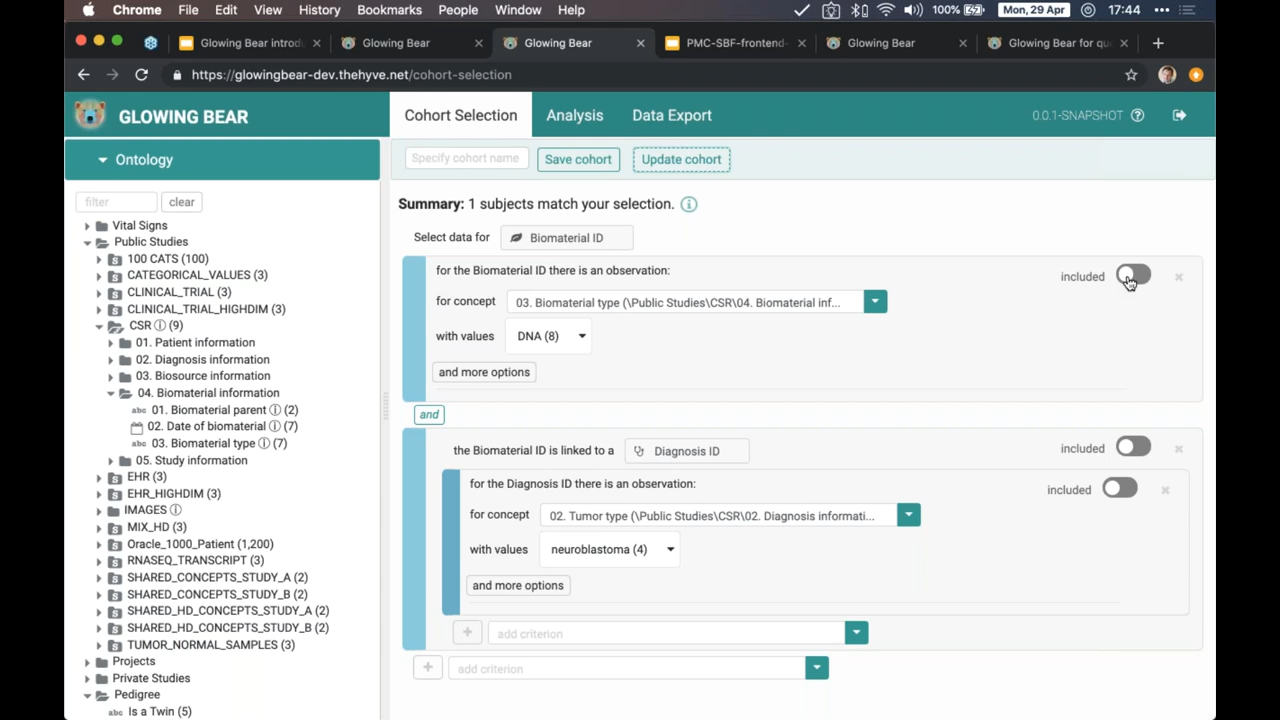 Chrome File Edit View History Bookmarks People Window Help 100% Mon, 29 Apr 17:44
Glowing Bear introd Glowing Bear Glowing Bear PMC-SBF-frontend- Glowing Bear Glowing Bear for qu
https://glowingbear-dev.thehyve.net/cohort-selection
GLOWING BEAR Cohort Selection Analysis Data Export 0.0.1-SNAPSHOT
Ontology
Specify cohort name Save cohort Update cohort
filter clear
Vital Signs
Public Studies
100 CATS (100)
CATEGORICAL_VALUES (3)
CLINICAL_TRIAL (3)
CLINICAL_TRIAL_HIGHDIM (3)
CSR (9)
01. Patient information
02. Diagnosis information
03. Biosource information
04. Biomaterial information
abc 01. Biomaterial parent (2)
02. Date of biomaterial (7)
abc 03. Biomaterial type (7)
05. Study information
EHR (3)
EHR_HIGHDIM (3)
IMAGES
MIX_HD (3)
Oracle_1000_Patient (1,200)
RNASEQ_TRANSCRIPT (3)
SHARED_CONCEPTS_STUDY_A (2)
SHARED_CONCEPTS_STUDY_B (2)
SHARED_HD_CONCEPTS_STUDY_A (2)
SHARED_HD_CONCEPTS_STUDY_B (2)
TUMOR_NORMAL_SAMPLES (3)
Projects
Private Studies
Pedigree
abc Is a Twin (5)
Summary: 1 subjects match your selection.
Select data for Biomaterial ID
for the Biomaterial ID there is an observation: included
for concept 03. Biomaterial type (\Public Studies\CSR\04. Biomaterial inf...
with values DNA (8)
and more options
and
the Biomaterial ID is linked to a Diagnosis ID included
for the Diagnosis ID there is an observation: included
for concept 02. Tumor type (\Public Studies\CSR\02. Diagnosis informati...
with values neuroblastoma (4)
and more options
+ add criterion
+ add criterion